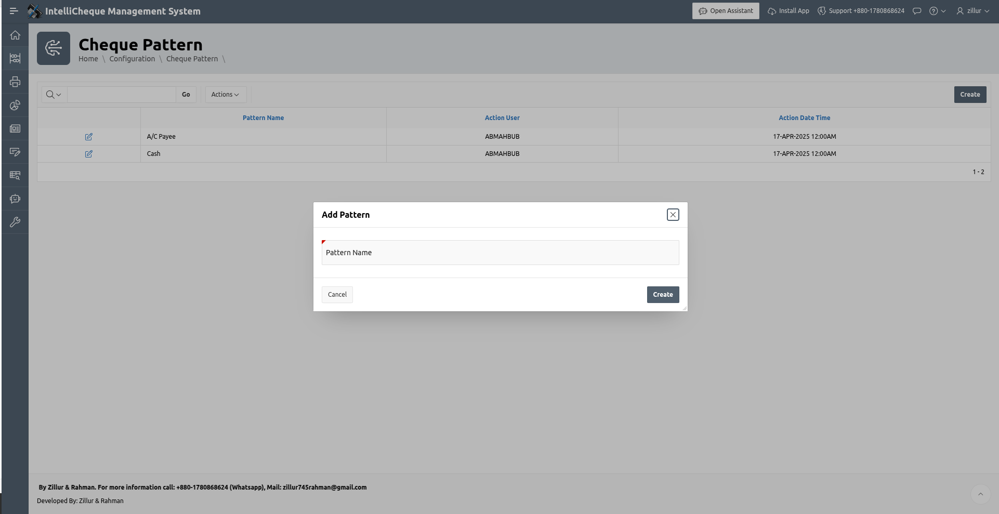 IntelliCheque Management System
Open Assistant
Install App
Support +880-1780868624
zillur
Cheque Pattern
Home \ Configuration \ Cheque Pattern \
Go
Actions
Create
Pattern Name Action User Action Date Time
A/C Payee ABMAHBUB 17-APR-2025 12:00AM
Cash ABMAHBUB 17-APR-2025 12:00AM
1 - 2
Add Pattern
Pattern Name
Cancel
Create
By Zillur & Rahman. For more information call: +880-1780868624 (Whatsapp), Mail: zillur745rahman@gmail.com
Developed By: Zillur & Rahman